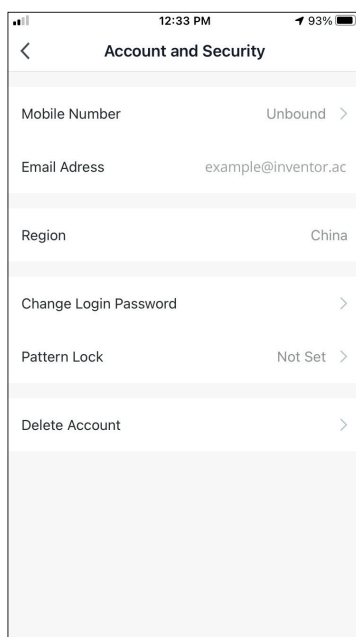 12:33 PM 93%
Account and Security
Mobile Number Unbound
Email Adress example@inventor.ac
Region China
Change Login Password
Pattern Lock Not Set
Delete Account